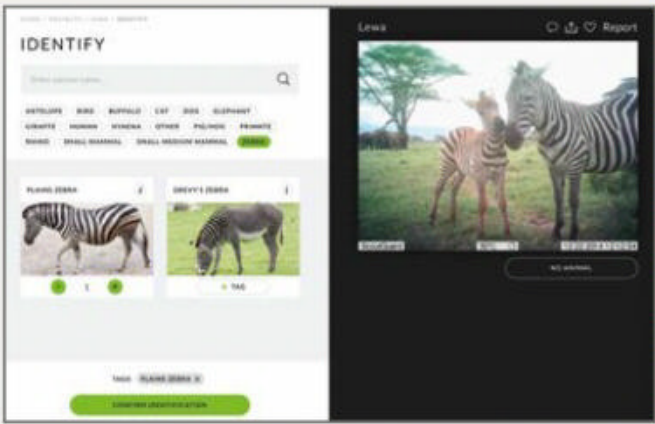 IDENTIFY
ANTELOPE BIRD BUFFALO CAT DOG ELEPHANT
GIRAFFE HUMAN HYAENA OTHER PIG/HOG PRIMATE
RHINO SMALL MAMMAL SMALL-MEDIUM MAMMAL ZEBRA
PLAINS ZEBRA i
GREVY'S ZEBRA i
- 1 +
+ TAG
TAGS PLAINS ZEBRA X
CONFIRM IDENTIFICATION
Lewa Report
NO ANIMAL